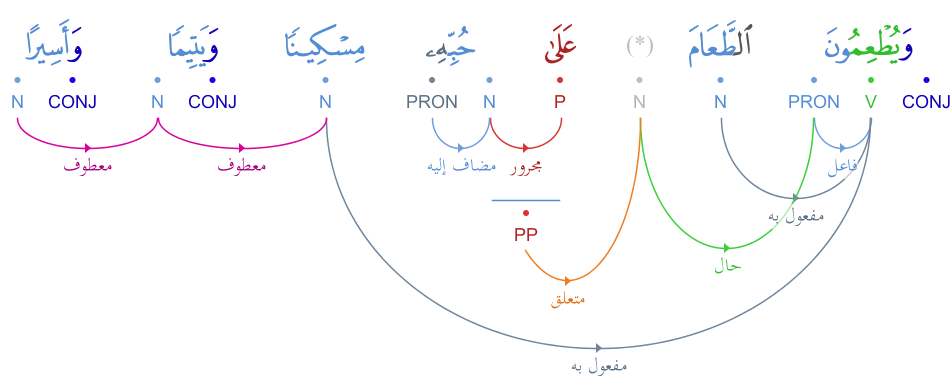 وَيُطْعِمُونَ ٱلطَّعَامَ (*) عَلَىٰ حُبِّهِۦ مِسْكِينًا وَيَتِيمًا وَأَسِيرًا
CONJ V PRON N N P N PRON N CONJ N CONJ N
فاعل مجرور مضاف إليه معطوف معطوف
مفعول به
PP
حال
متعلق
مفعول به